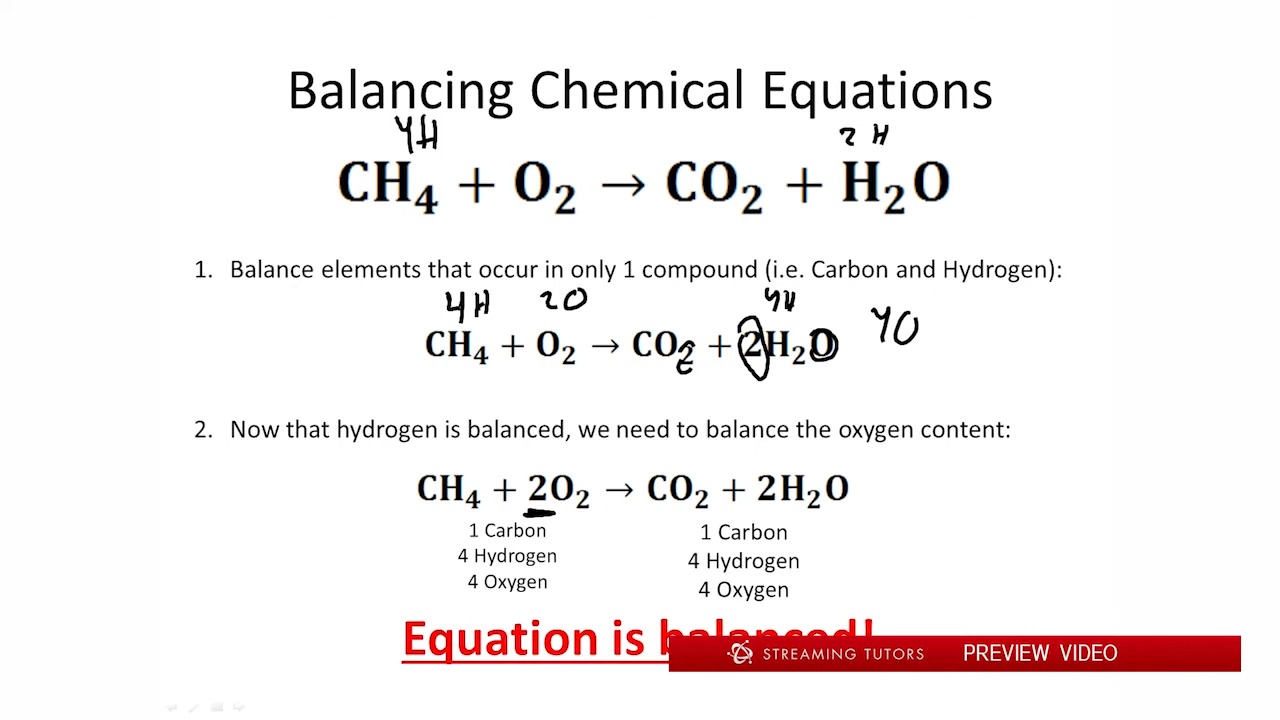 Balancing Chemical Equations
4H 2 H
CH₄ + O₂ → CO₂ + H₂O
1. Balance elements that occur in only 1 compound (i.e. Carbon and Hydrogen):
4H 2O 4H
CH₄ + O₂ → CO₂ + 2H₂O 4O
2. Now that hydrogen is balanced, we need to balance the oxygen content:
CH₄ + 2O₂ → CO₂ + 2H₂O
1 Carbon 1 Carbon
4 Hydrogen 4 Hydrogen
4 Oxygen 4 Oxygen
Equation is balanced!
STREAMING TUTORS PREVIEW VIDEO